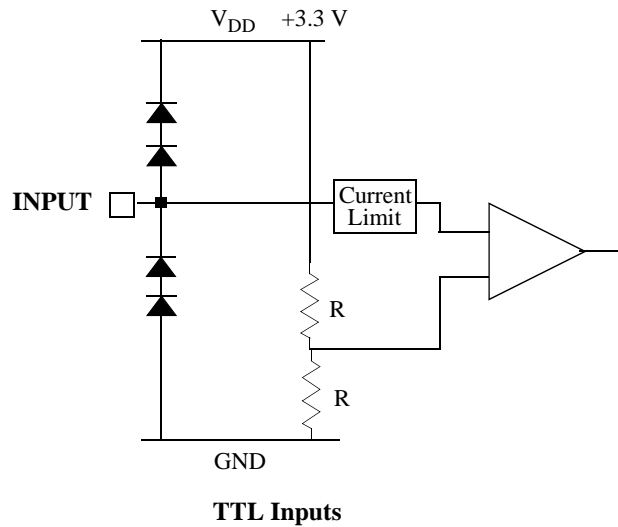 V_DD +3.3 V
INPUT
Current
Limit
R
R
GND
TTL Inputs